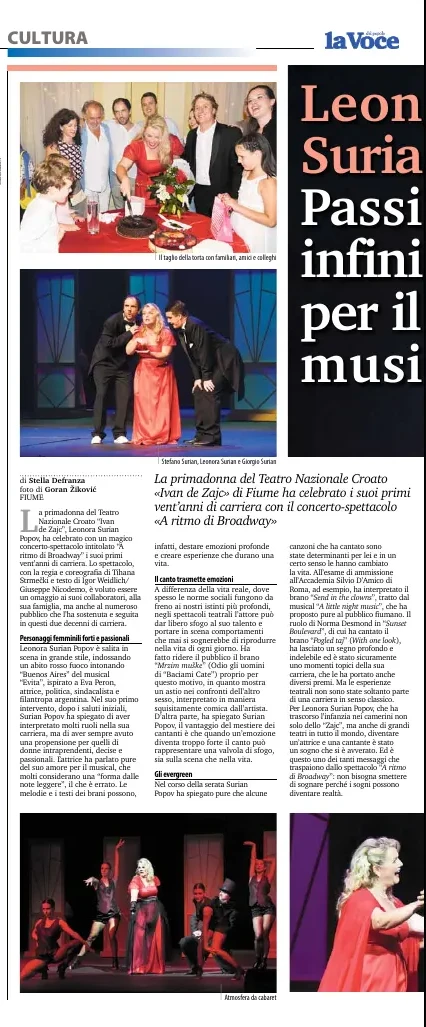 CULTURA
la Voce
del popolo
Leon
Suria
Passi
infini
per il
musi
Il taglio della torta con familiari, amici e colleghi
Stefano Surian, Leonora Surian e Giorgio Surian
di Stella Defranza
foto di Goran Žiković
FIUME
La primadonna del Teatro Nazionale Croato
«Ivan de Zajc» di Fiume ha celebrato i suoi primi
vent'anni di carriera con il concerto-spettacolo
«A ritmo di Broadway»
La primadonna del Teatro
Nazionale Croato "Ivan
de Zajc", Leonora Surian
Popov, ha celebrato con un magico
concerto-spettacolo intitolato "A
ritmo di Broadway" i suoi primi
vent'anni di carriera. Lo spettacolo,
con la regia e coreografia di Tihana
Strmečki e testo di Igor Weidlich/
Giuseppe Nicodemo, è voluto essere
un omaggio ai suoi collaboratori, alla
sua famiglia, ma anche al numeroso
pubblico che l'ha sostenuta e seguita
in questi due decenni di carriera.
Personaggi femminili forti e passionali
Leonora Surian Popov è salita in
scena in grande stile, indossando
un abito rosso fuoco intonando
"Buenos Aires" del musical
"Evita", ispirato a Eva Peron,
attrice, politica, sindacalista e
filantropa argentina. Nel suo primo
intervento, dopo i saluti iniziali,
Surian Popov ha spiegato di aver
interpretato molti ruoli nella sua
carriera, ma di aver sempre avuto
una propensione per quelli di
donne intraprendenti, decise e
passionali. L'attrice ha parlato pure
del suo amore per il musical, che
molti considerano una "forma dalle
note leggere", il che è errato. Le
melodie e i testi dei brani possono,
infatti, destare emozioni profonde
e creare esperienze che durano una
vita.
Il canto trasmette emozioni
A differenza della vita reale, dove
spesso le norme sociali fungono da
freno ai nostri istinti più profondi,
negli spettacoli teatrali l'attore può
dar libero sfogo al suo talento e
portare in scena comportamenti
che mai si sognerebbe di riprodurre
nella vita di ogni giorno. Ha
fatto ridere il pubblico il brano
"Mrzim muške" (Odio gli uomini
di "Baciami Cate") proprio per
questo motivo, in quanto mostra
un astio nei confronti dell'altro
sesso, interpretato in maniera
squisitamente comica dall'artista.
D'altra parte, ha spiegato Surian
Popov, il vantaggio del mestiere dei
cantanti è che quando un'emozione
diventa troppo forte il canto può
rappresentare una valvola di sfogo,
sia sulla scena che nella vita.
Gli evergreen
Nel corso della serata Surian
Popov ha spiegato pure che alcune
canzoni che ha cantato sono
state determinanti per lei e in un
certo senso le hanno cambiato
la vita. All'esame di ammissione
all'Accademia Silvio D'Amico di
Roma, ad esempio, ha interpretato il
brano "Send in the clowns", tratto dal
musical "A little night music", che ha
proposto pure al pubblico fiumano. Il
ruolo di Norma Desmond in "Sunset
Boulevard", di cui ha cantato il
brano "Pogled taj" (With one look),
ha lasciato un segno profondo e
indelebile ed è stato sicuramente
uno momenti topici della sua
carriera, che le ha portato anche
diversi premi. Ma le esperienze
teatrali non sono state soltanto parte
di una carriera in senso classico.
Per Leonora Surian Popov, che ha
trascorso l'infanzia nei camerini non
solo dello "Zajc", ma anche di grandi
teatri in tutto il mondo, diventare
un'attrice e una cantante è stato
un sogno che si è avverato. Ed è
questo uno dei tanti messaggi che
traspaiono dallo spettacolo "A ritmo
di Broadway": non bisogna smettere
di sognare perché i sogni possono
diventare realtà.
Atmosfera da cabaret